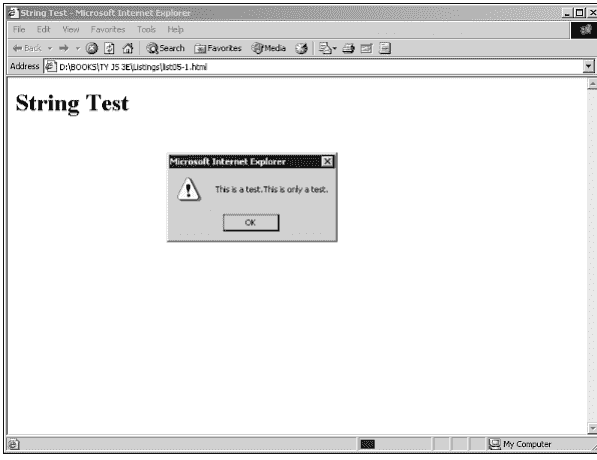 String Test - Microsoft Internet Explorer
File Edit View Favorites Tools Help
Back Search Favorites Media
Address D:\BOOKS\TY JS 3E\Listings\list05-1.html
String Test
Microsoft Internet Explorer
This is a test.This is only a test.
OK
My Computer